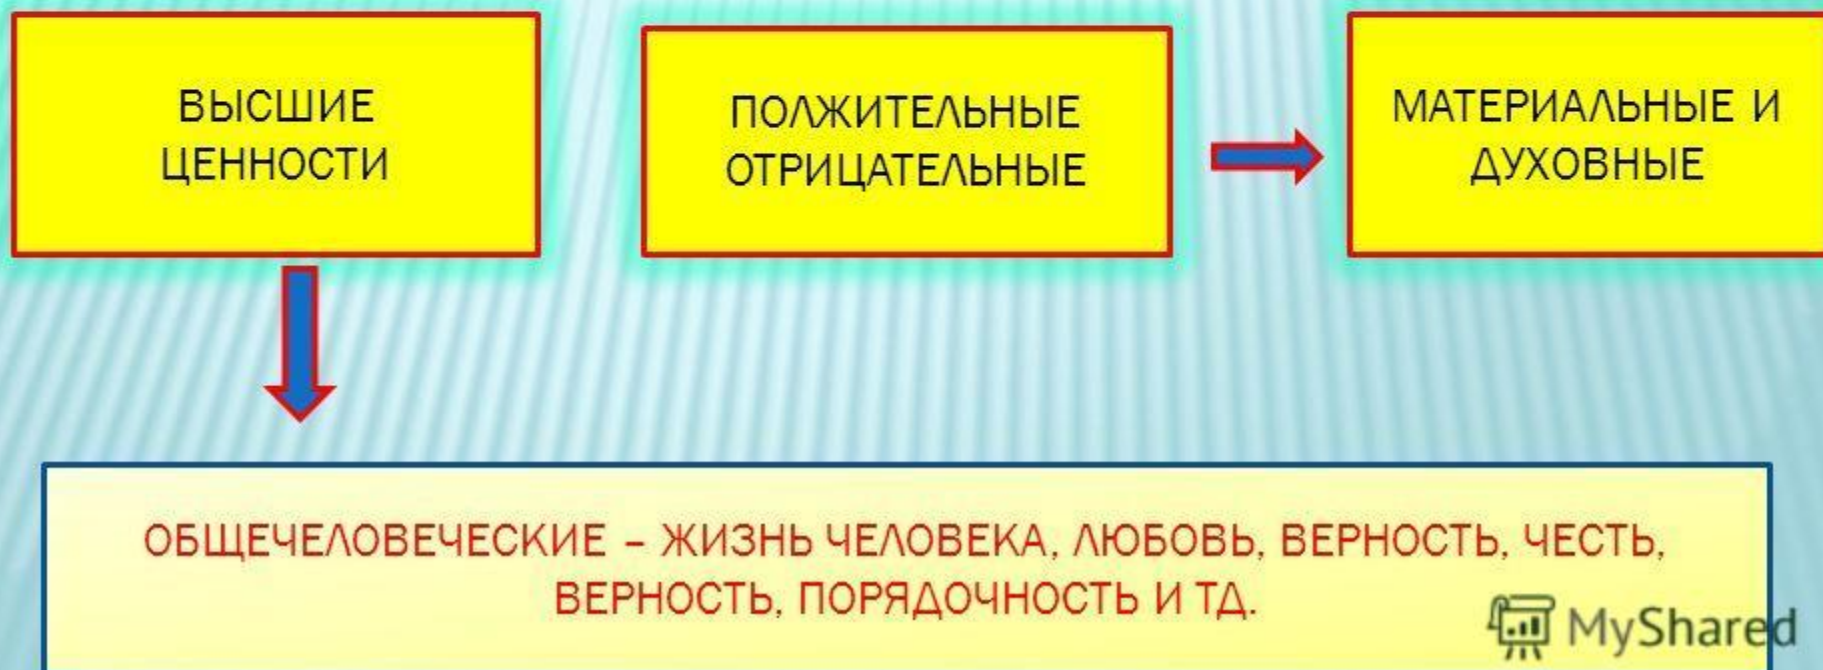 ВЫСШИЕ
ЦЕННОСТИ
ПОЛЖИТЕЛЬНЫЕ
ОТРИЦАТЕЛЬНЫЕ
МАТЕРИАЛЬНЫЕ И
ДУХОВНЫЕ
ОБЩЕЧЕЛОВЕЧЕСКИЕ – ЖИЗНЬ ЧЕЛОВЕКА, ЛЮБОВЬ, ВЕРНОСТЬ, ЧЕСТЬ,
ВЕРНОСТЬ, ПОРЯДОЧНОСТЬ И ТД.
MyShared